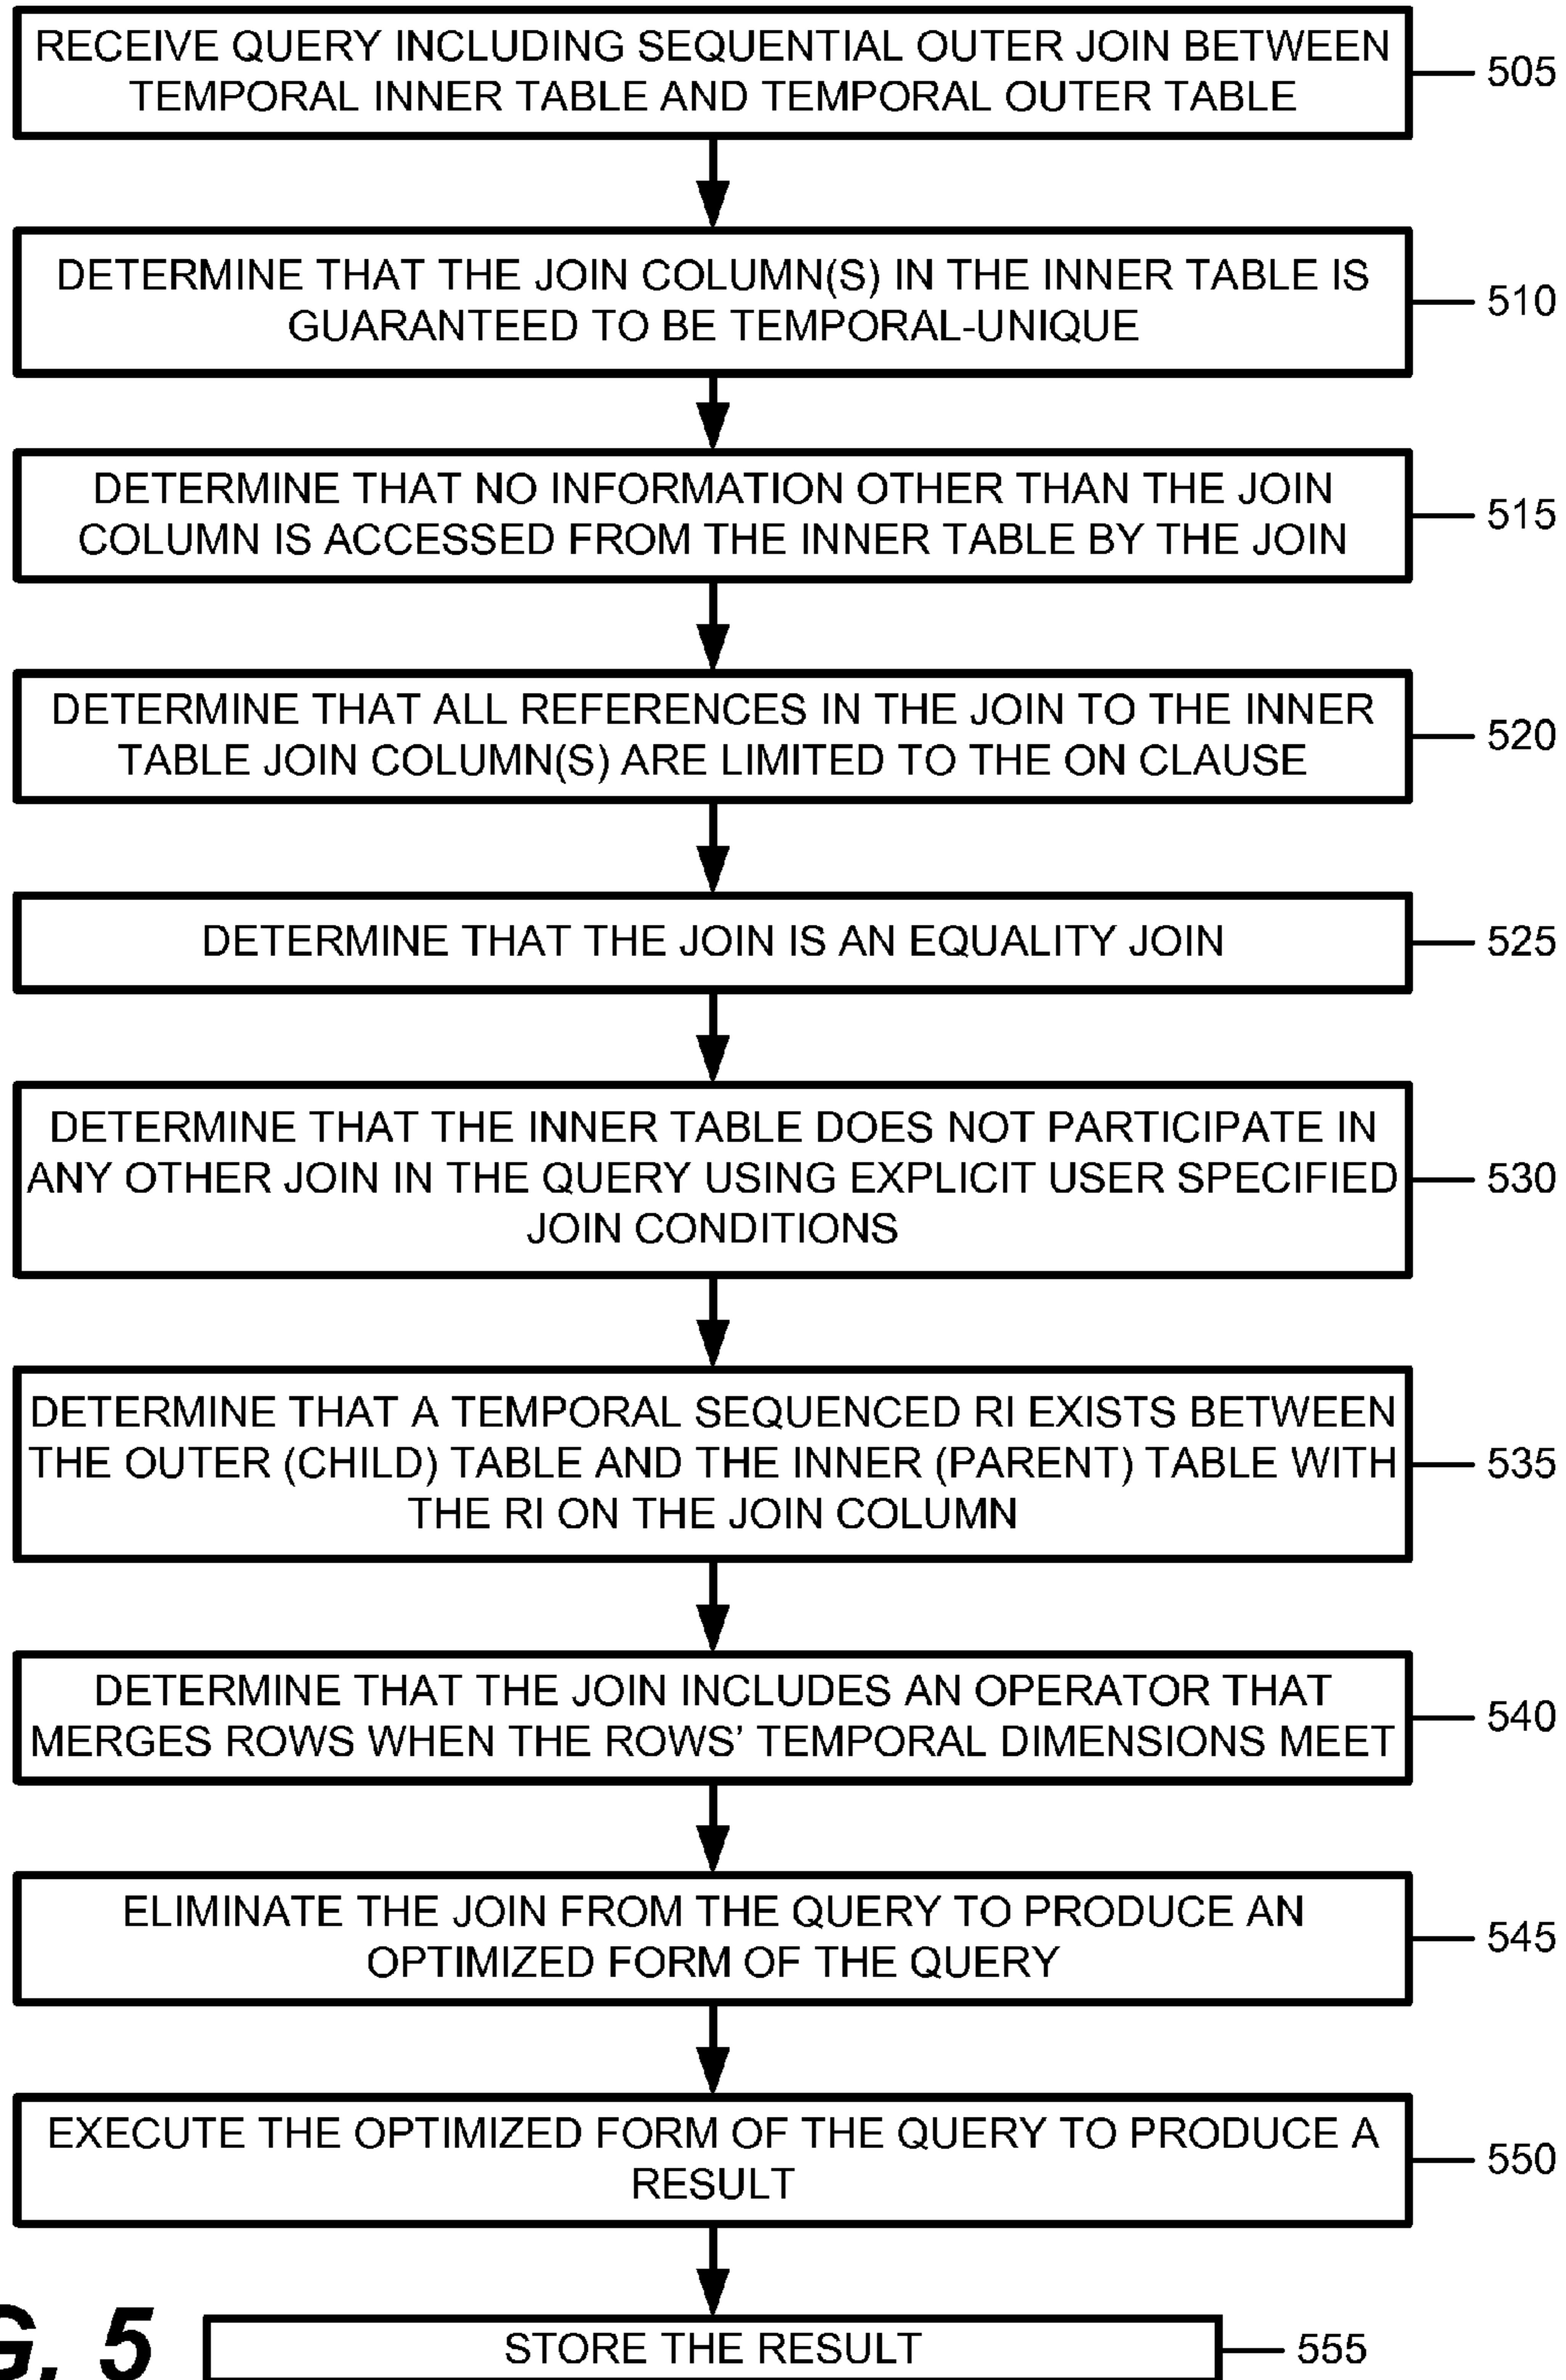 RECEIVE QUERY INCLUDING SEQUENTIAL OUTER JOIN BETWEEN
TEMPORAL INNER TABLE AND TEMPORAL OUTER TABLE
505
DETERMINE THAT THE JOIN COLUMN(S) IN THE INNER TABLE IS
GUARANTEED TO BE TEMPORAL-UNIQUE
510
DETERMINE THAT NO INFORMATION OTHER THAN THE JOIN
COLUMN IS ACCESSED FROM THE INNER TABLE BY THE JOIN
515
DETERMINE THAT ALL REFERENCES IN THE JOIN TO THE INNER
TABLE JOIN COLUMN(S) ARE LIMITED TO THE ON CLAUSE
520
DETERMINE THAT THE JOIN IS AN EQUALITY JOIN
525
DETERMINE THAT THE INNER TABLE DOES NOT PARTICIPATE IN
ANY OTHER JOIN IN THE QUERY USING EXPLICIT USER SPECIFIED
JOIN CONDITIONS
530
DETERMINE THAT A TEMPORAL SEQUENCED RI EXISTS BETWEEN
THE OUTER (CHILD) TABLE AND THE INNER (PARENT) TABLE WITH
THE RI ON THE JOIN COLUMN
535
DETERMINE THAT THE JOIN INCLUDES AN OPERATOR THAT
MERGES ROWS WHEN THE ROWS' TEMPORAL DIMENSIONS MEET
540
ELIMINATE THE JOIN FROM THE QUERY TO PRODUCE AN
OPTIMIZED FORM OF THE QUERY
545
EXECUTE THE OPTIMIZED FORM OF THE QUERY TO PRODUCE A
RESULT
550
G. 5
STORE THE RESULT
555